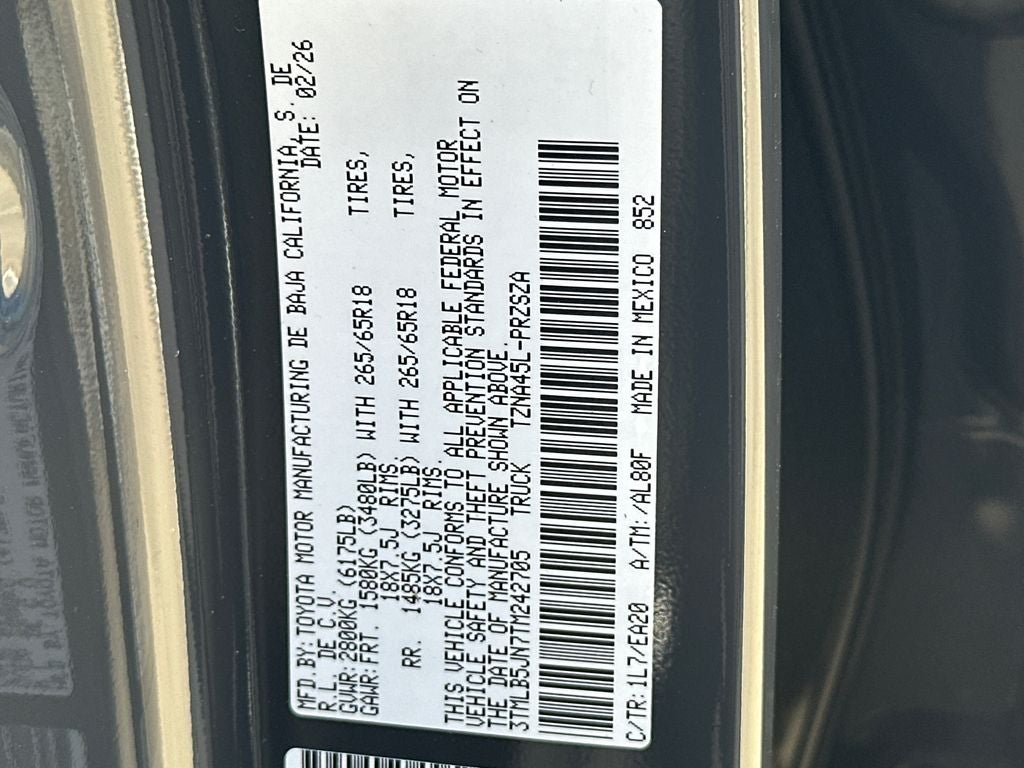 MFD.BY:TOYOTA MOTOR MANUFACTURING DE BAJA CALIFORNIA, S. DE
R.L. DE C.V. DATE: 02/26
GVWR:2800KG (6175LB)
GAWR:FRT. 1580KG (3480LB) WITH 265/65R18 TIRES,
18X7.5J RIMS
RR. 1485KG (3275LB) WITH 265/65R18 TIRES,
18X7.5J RIMS
THIS VEHICLE CONFORMS TO ALL APPLICABLE FEDERAL MOTOR
VEHICLE SAFETY AND THEFT PREVENTION STANDARDS IN EFFECT ON
THE DATE OF MANUFACTURE SHOWN ABOVE.
3TMLB5JN7TM242705 TRUCK TZNA45L-PRZSZA
C/TR:1L7/EA20 A/TM:/AL80F MADE IN MEXICO 852